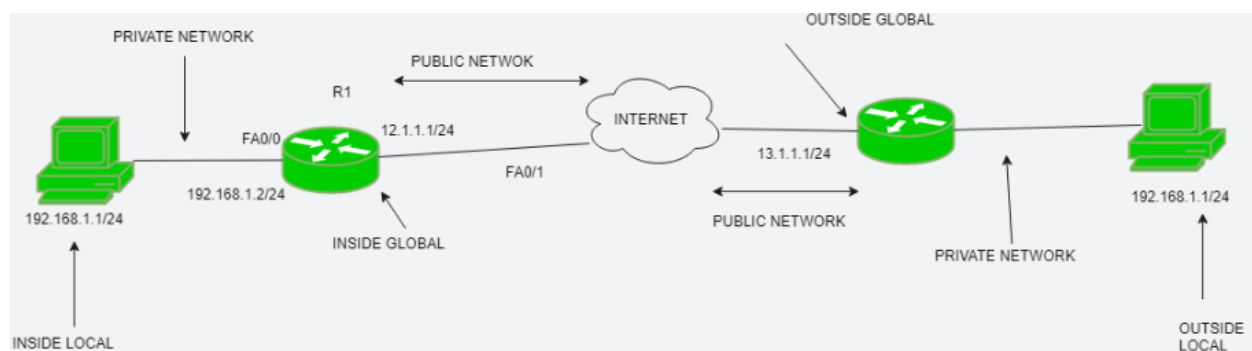 OUTSIDE GLOBAL
PRIVATE NETWORK
PUBLIC NETWOK
R1
INTERNET
12.1.1.1/24
FA0/0
13.1.1.1/24
FA0/1
192.168.1.2/24
192.168.1.1/24
192.168.1.1/24
PUBLIC NETWORK
INSIDE GLOBAL
PRIVATE NETWORK
INSIDE LOCAL
OUTSIDE
LOCAL